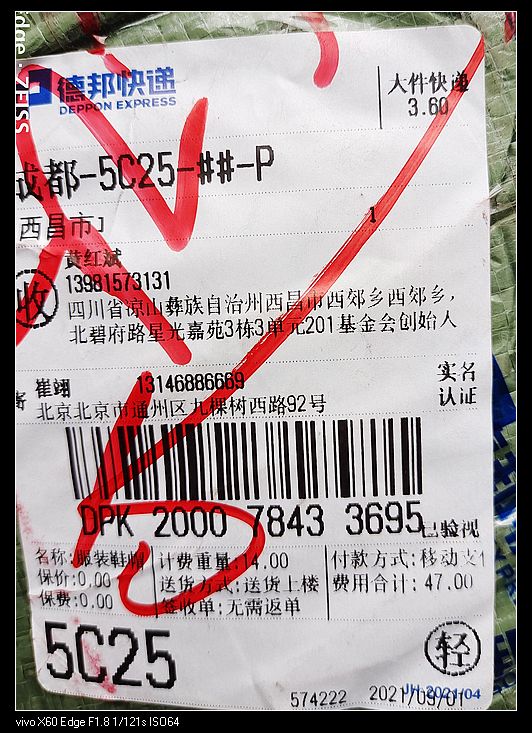 Edge · ZEISS
德邦快递
DEPPON EXPRESS
大件快递
3.60
成都-5C25-##-P
西昌市]
1
黄红斌
13981573131
收
四川省凉山彝族自治州西昌市西郊乡西郊乡，
北碧府路星光嘉苑3栋3单元201基金会创始人
寄
崔翊 13146886669
北京北京市通州区九棵树西路92号
实名
认证
DPK 2000 7843 3695
已验视
名称:服装鞋帽
保价:0.00
保费:0.00
计费重量:14.00
送货方式:送货上楼
签收单:无需返单
付款方式:移动支付
费用合计:47.00
5C25
轻
574222 2021/09/01
JH 2021/04
vivo X60 Edge F1.8 1/121s ISO64